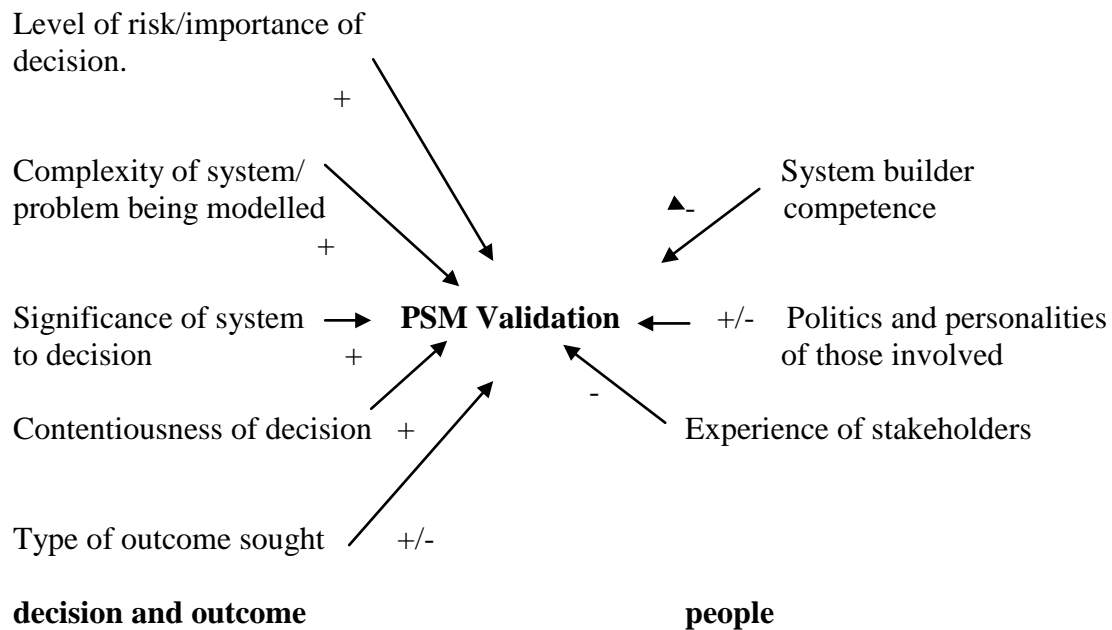 Level of risk/importance of
decision.
+
Complexity of system/
problem being modelled
+
System builder
competence
-
Significance of system
to decision
+
PSM Validation
+/- Politics and personalities
of those involved
-
Contentiousness of decision +
Experience of stakeholders
Type of outcome sought +/-
decision and outcome
people